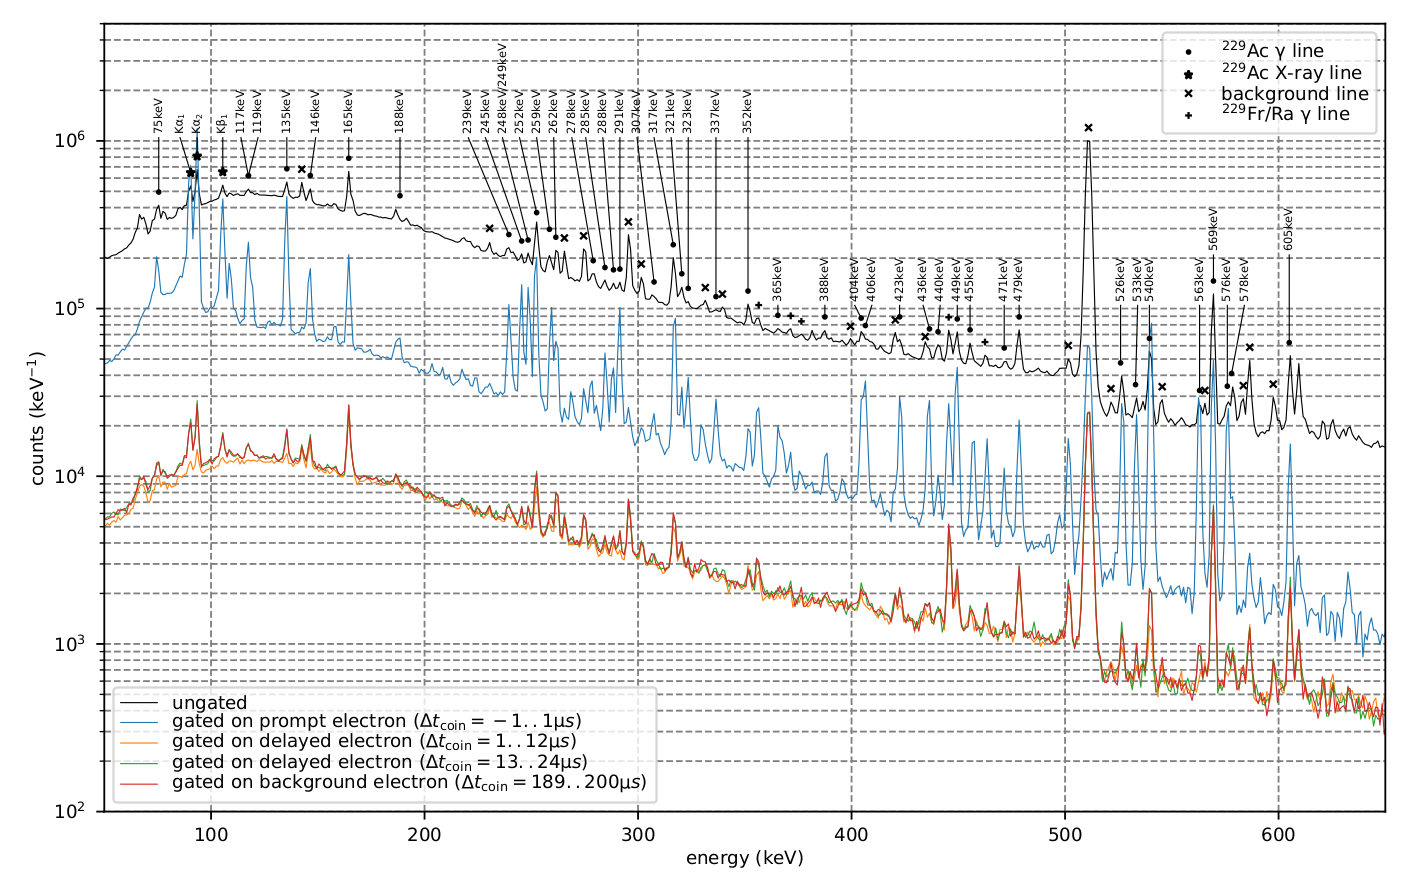 ²²⁹Ac γ line
²²⁹Ac X-ray line
background line
²²⁹Fr/Ra γ line
75keV
Kα₁
Kα₂
Kβ₁
117keV
119keV
135keV
146keV
165keV
188keV
239keV
245keV
248keV/249keV
252keV
259keV
262keV
278keV
285keV
288keV
291keV
307keV
317keV
321keV
323keV
337keV
352keV
365keV
388keV
404keV
406keV
423keV
436keV
440keV
449keV
455keV
471keV
479keV
526keV
533keV
540keV
563keV
569keV
576keV
578keV
605keV
counts (keV⁻¹)
10⁶
10⁵
10⁴
10³
10²
ungated
gated on prompt electron (Δt_coin = −1..1μs)
gated on delayed electron (Δt_coin = 1..12μs)
gated on delayed electron (Δt_coin = 13..24μs)
gated on background electron (Δt_coin = 189..200μs)
100 200 300 400 500 600
energy (keV)